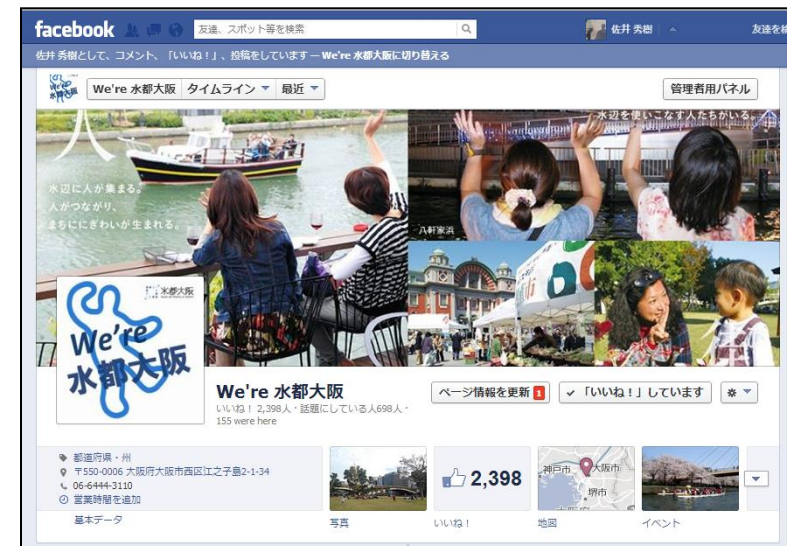 facebook
友達、スポット等を検索
佐井 秀樹
友達を検
佐井 秀樹として、コメント、「いいね！」、投稿をしています — We're 水都大阪に切り替える
We're 水都大阪
タイムライン
最近
管理者用パネル
人
水辺に人が集まる。
人がつながり、
まちににぎわいが生まれる。
水辺を使いこなす人たちがいる。
八軒家浜
水都大阪
We're
水都大阪
We're 水都大阪
いいね！ 2,398人・話題にしている人698人・
155 were here
ページ情報を更新 1
✓ 「いいね！」しています
都道府県・州
〒550-0006 大阪府大阪市西区江之子島2-1-34
06-6444-3110
営業時間を追加
基本データ
写真
2,398
いいね！
神戸市
大阪市
堺市
地図
イベント